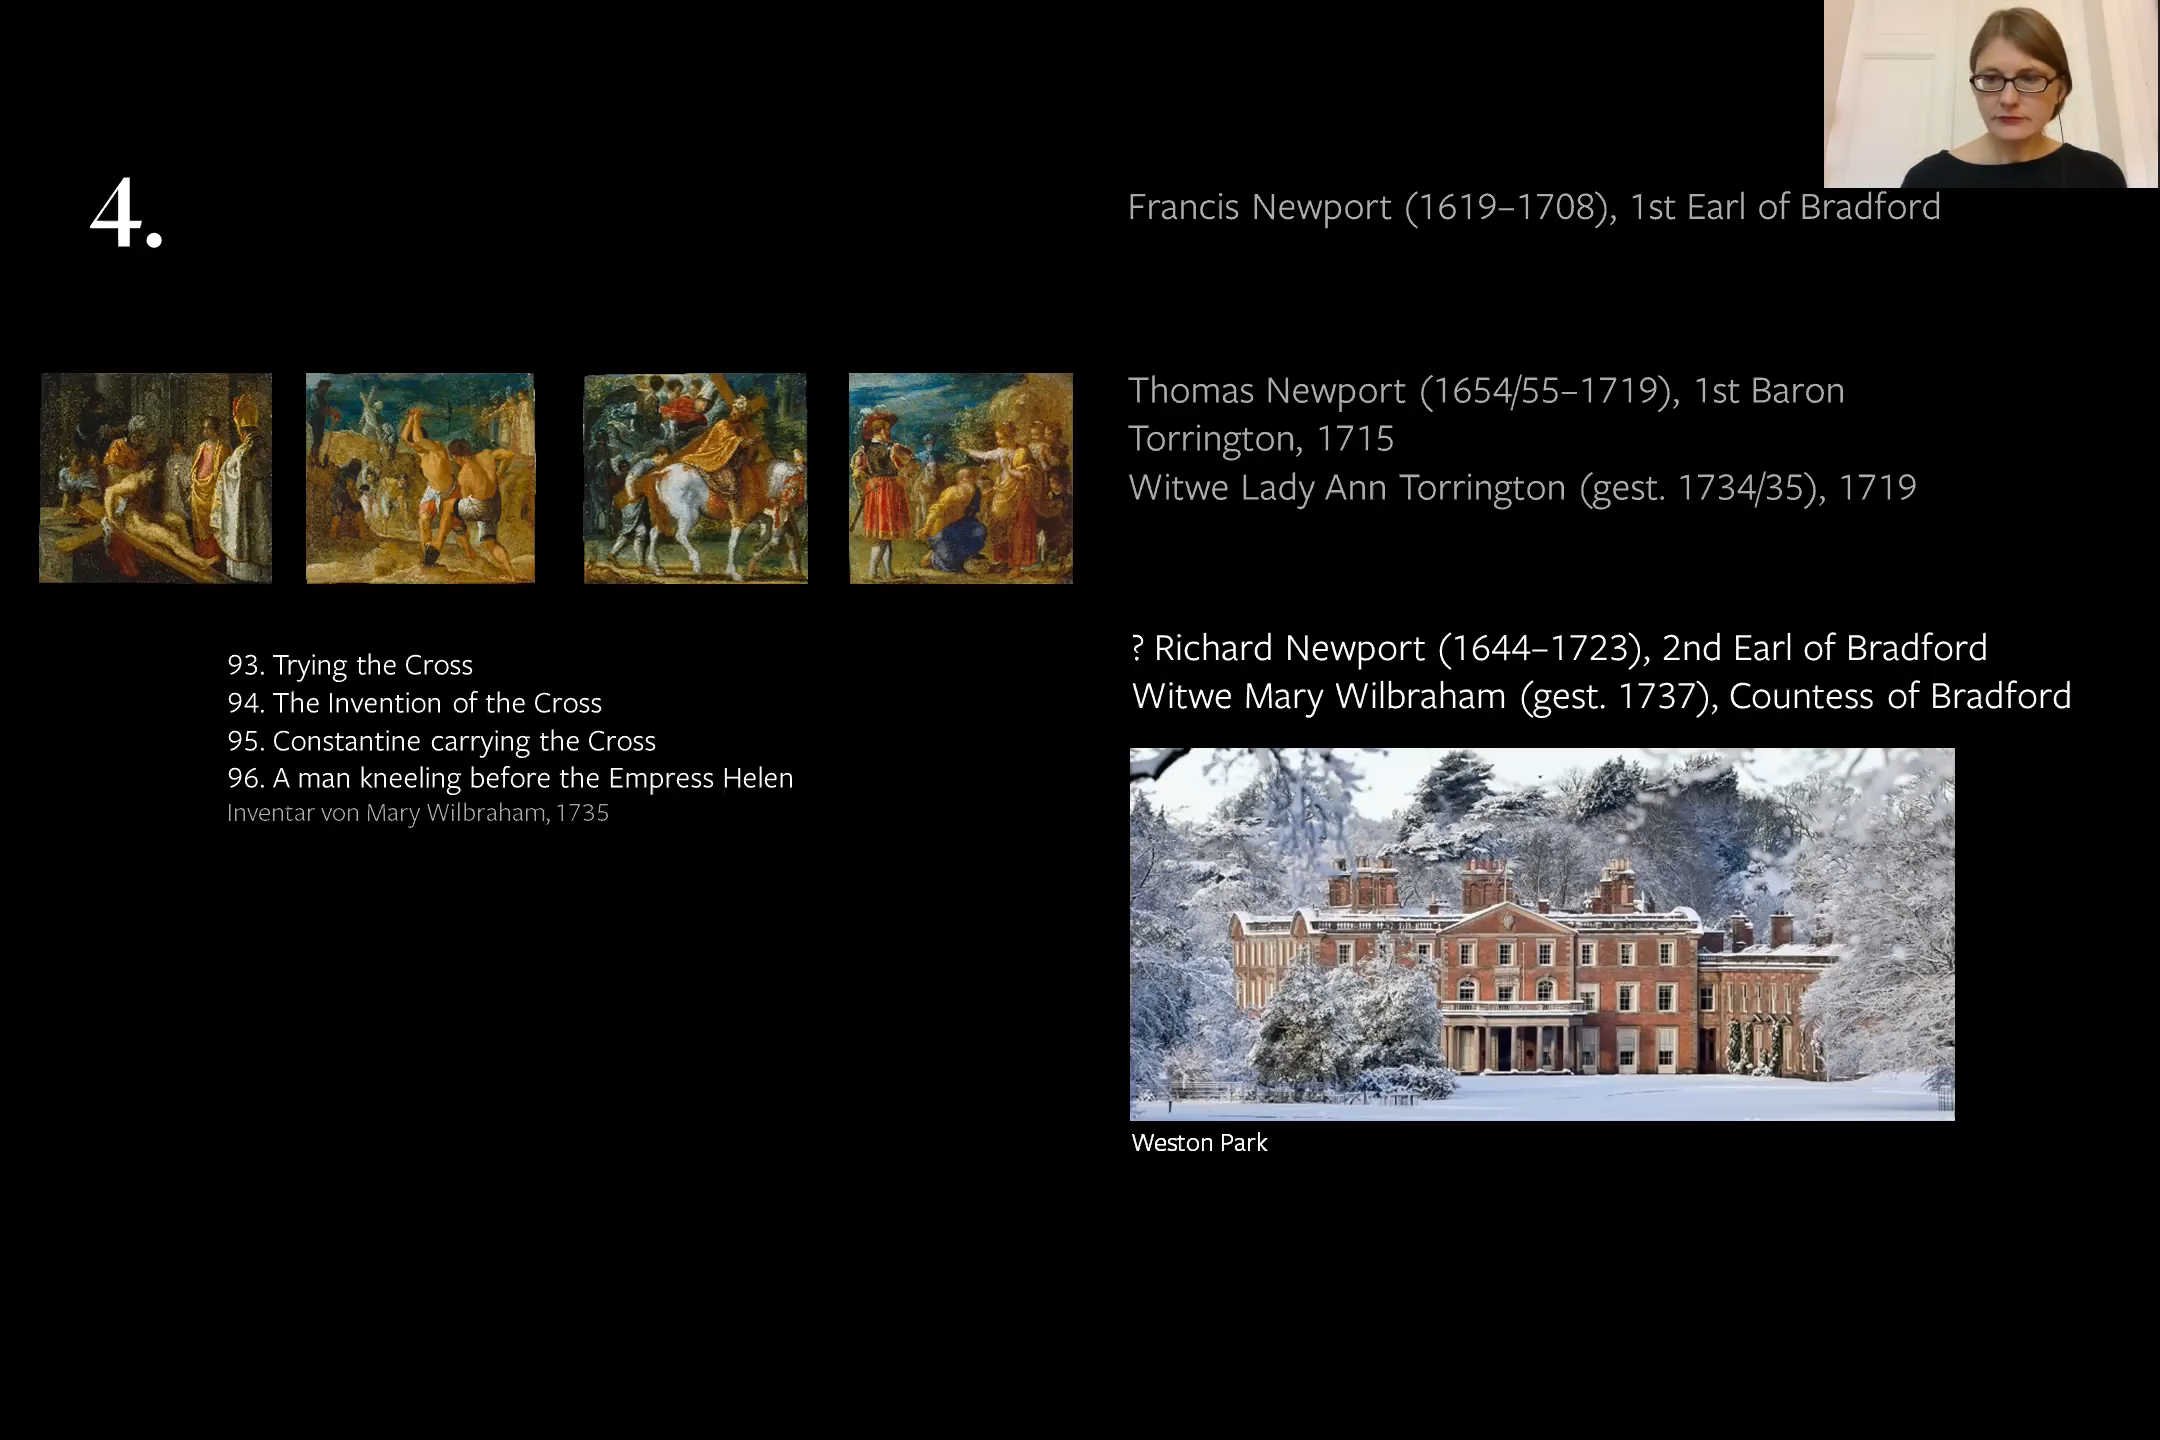 4.
Francis Newport (1619–1708), 1st Earl of Bradford
Thomas Newport (1654/55–1719), 1st Baron
Torrington, 1715
Witwe Lady Ann Torrington (gest. 1734/35), 1719
? Richard Newport (1644–1723), 2nd Earl of Bradford
Witwe Mary Wilbraham (gest. 1737), Countess of Bradford
93. Trying the Cross
94. The Invention of the Cross
95. Constantine carrying the Cross
96. A man kneeling before the Empress Helen
Inventar von Mary Wilbraham, 1735
Weston Park